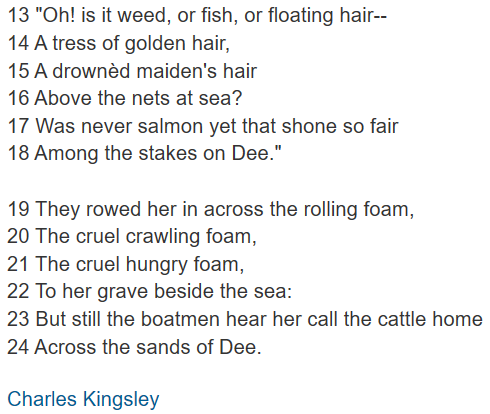 13 "Oh! is it weed, or fish, or floating hair--
14 A tress of golden hair,
15 A drownèd maiden's hair
16 Above the nets at sea?
17 Was never salmon yet that shone so fair
18 Among the stakes on Dee."

19 They rowed her in across the rolling foam,
20 The cruel crawling foam,
21 The cruel hungry foam,
22 To her grave beside the sea:
23 But still the boatmen hear her call the cattle home
24 Across the sands of Dee.

Charles Kingsley